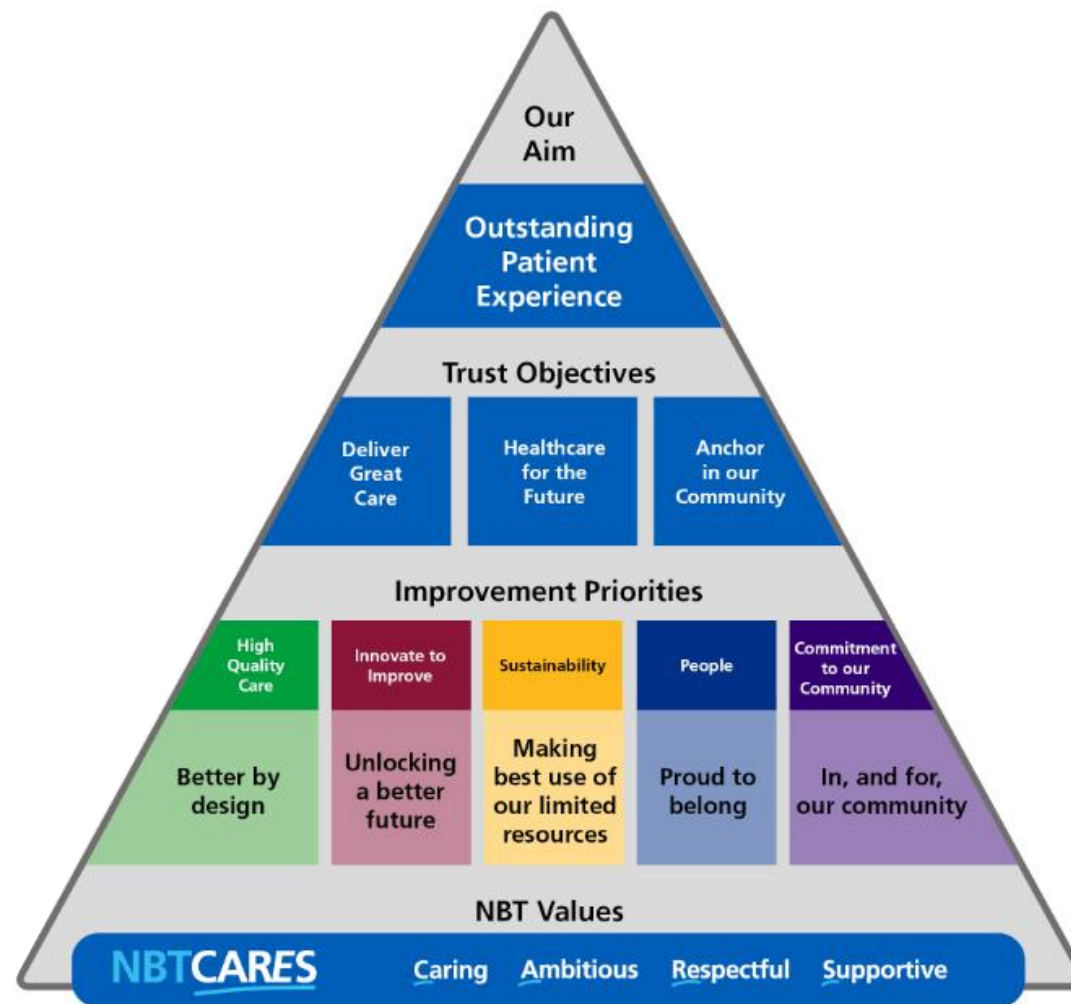 Our
Aim
Outstanding
Patient
Experience
Trust Objectives
Deliver
Great
Care
Healthcare
for the
Future
Anchor
in our
Community
Improvement Priorities
High
Quality
Care
Innovate to
Improve
Sustainability
People
Commitment
to our
Community
Better by
design
Unlocking
a better
future
Making
best use of
our limited
resources
Proud to
belong
In, and for,
our community
NBT Values
NBTCARES Caring Ambitious Respectful Supportive